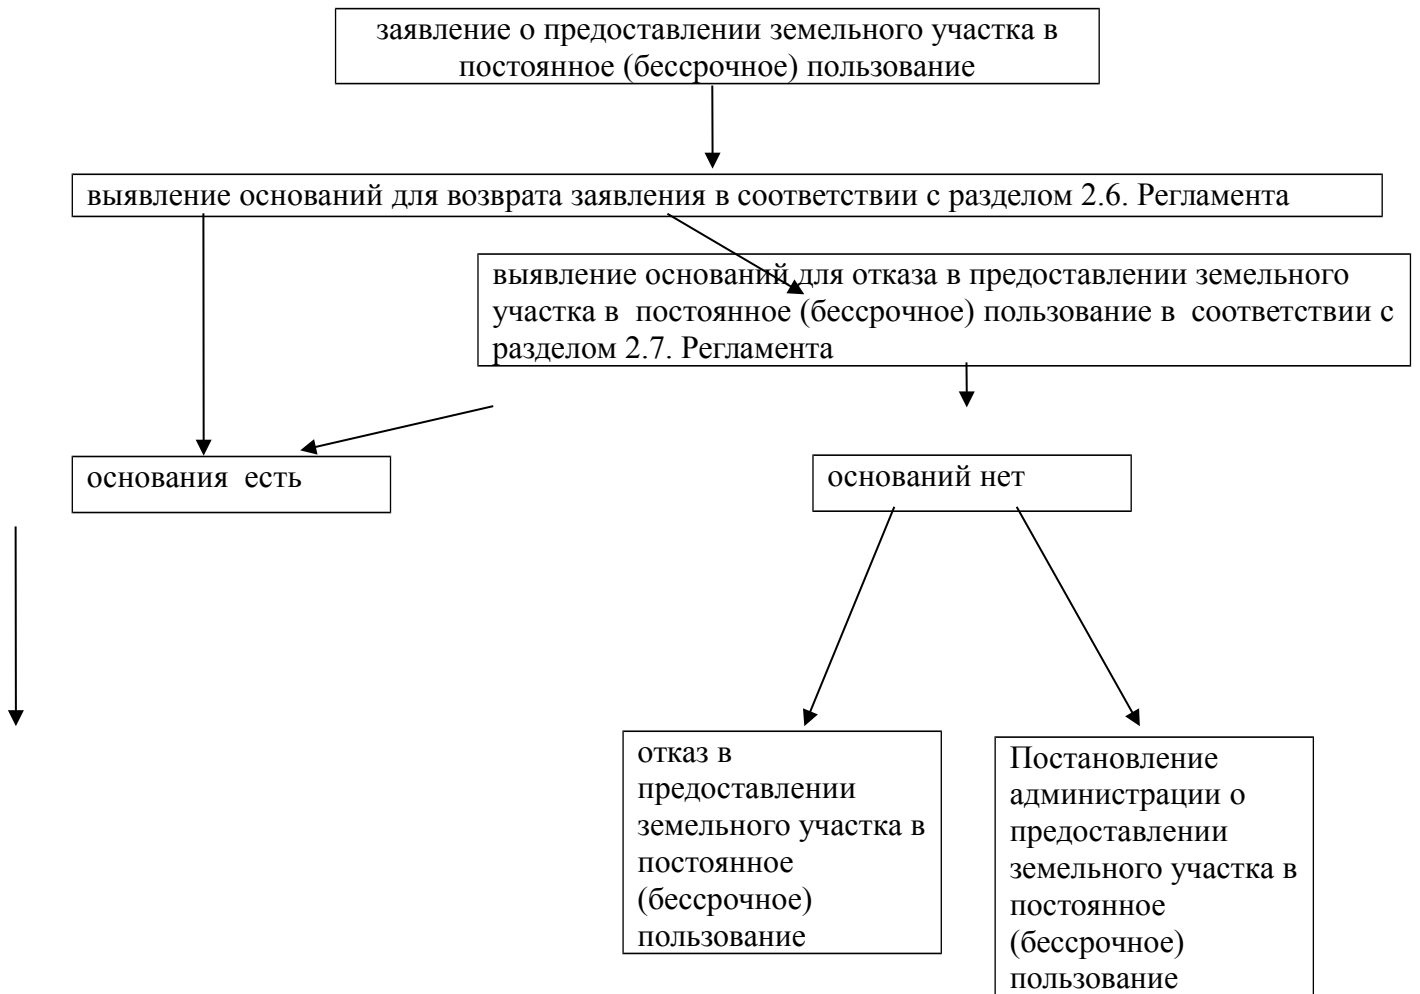 заявление о предоставлении земельного участка в
постоянное (бессрочное) пользование
выявление оснований для возврата заявления в соответствии с разделом 2.6. Регламента
выявление оснований для отказа в предоставлении земельного
участка в постоянное (бессрочное) пользование в соответствии с
разделом 2.7. Регламента
основания есть
оснований нет
отказ в
предоставлении
земельного участка в
постоянное
(бессрочное)
пользование
Постановление
администрации о
предоставлении
земельного участка в
постоянное
(бессрочное)
пользование